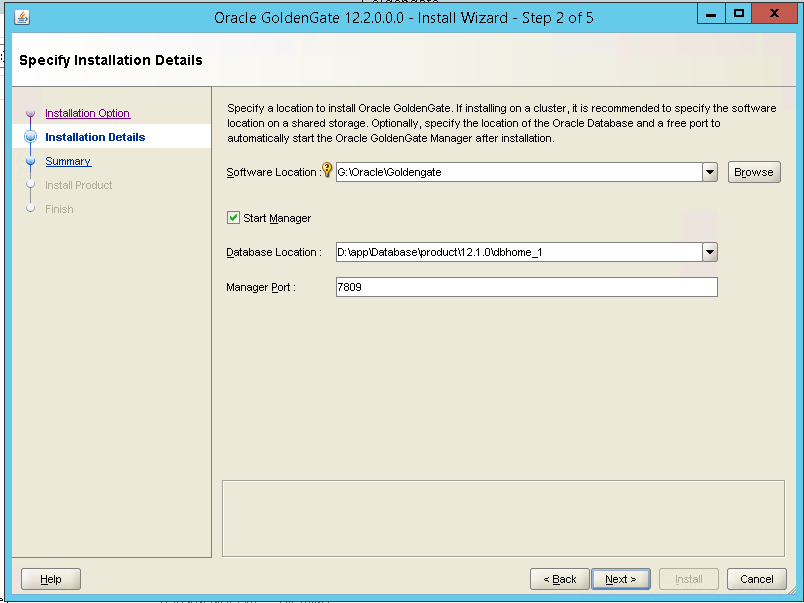 Oracle GoldenGate 12.2.0.0.0 - Install Wizard - Step 2 of 5
Specify Installation Details
Installation Option
Installation Details
Summary
Install Product
Finish
Specify a location to install Oracle GoldenGate. If installing on a cluster, it is recommended to specify the software
location on a shared storage. Optionally, specify the location of the Oracle Database and a free port to
automatically start the Oracle GoldenGate Manager after installation.
Software Location : G:\Oracle\Goldengate Browse
Start Manager
Database Location : D:\app\Database\product\12.1.0\dbhome_1
Manager Port : 7809
Help < Back Next > Install Cancel